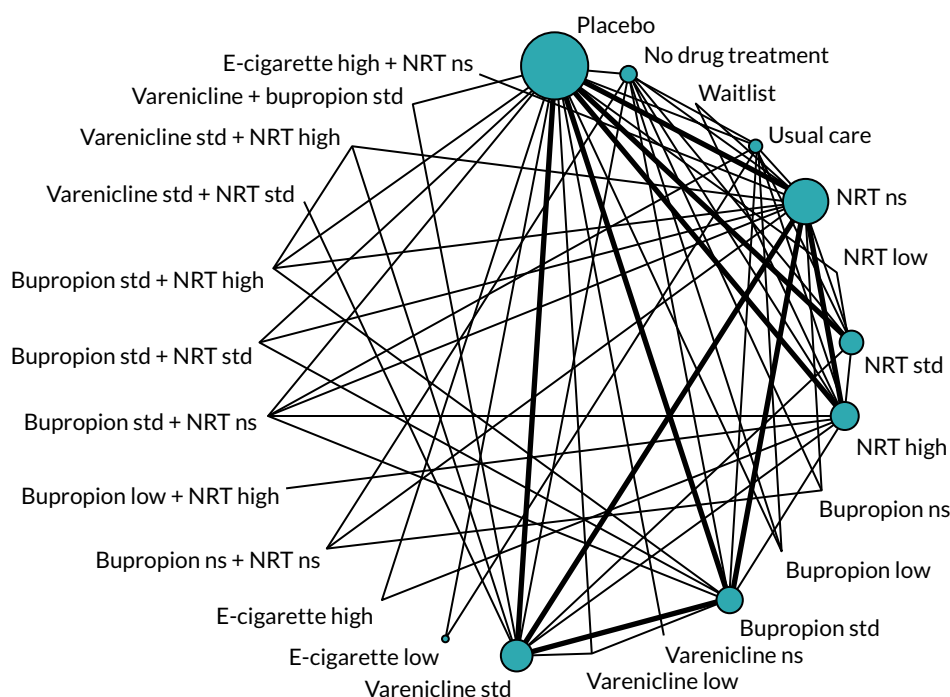 Placebo
No drug treatment
E-cigarette high + NRT ns
Waitlist
Varenicline + bupropion std
Usual care
Varenicline std + NRT high
Varenicline std + NRT std
NRT ns
NRT low
Bupropion std + NRT high
Bupropion std + NRT std
NRT std
Bupropion std + NRT ns
NRT high
Bupropion low + NRT high
Bupropion ns
Bupropion ns + NRT ns
Bupropion low
E-cigarette high
Bupropion std
E-cigarette low
Varenicline ns
Varenicline low
Varenicline std